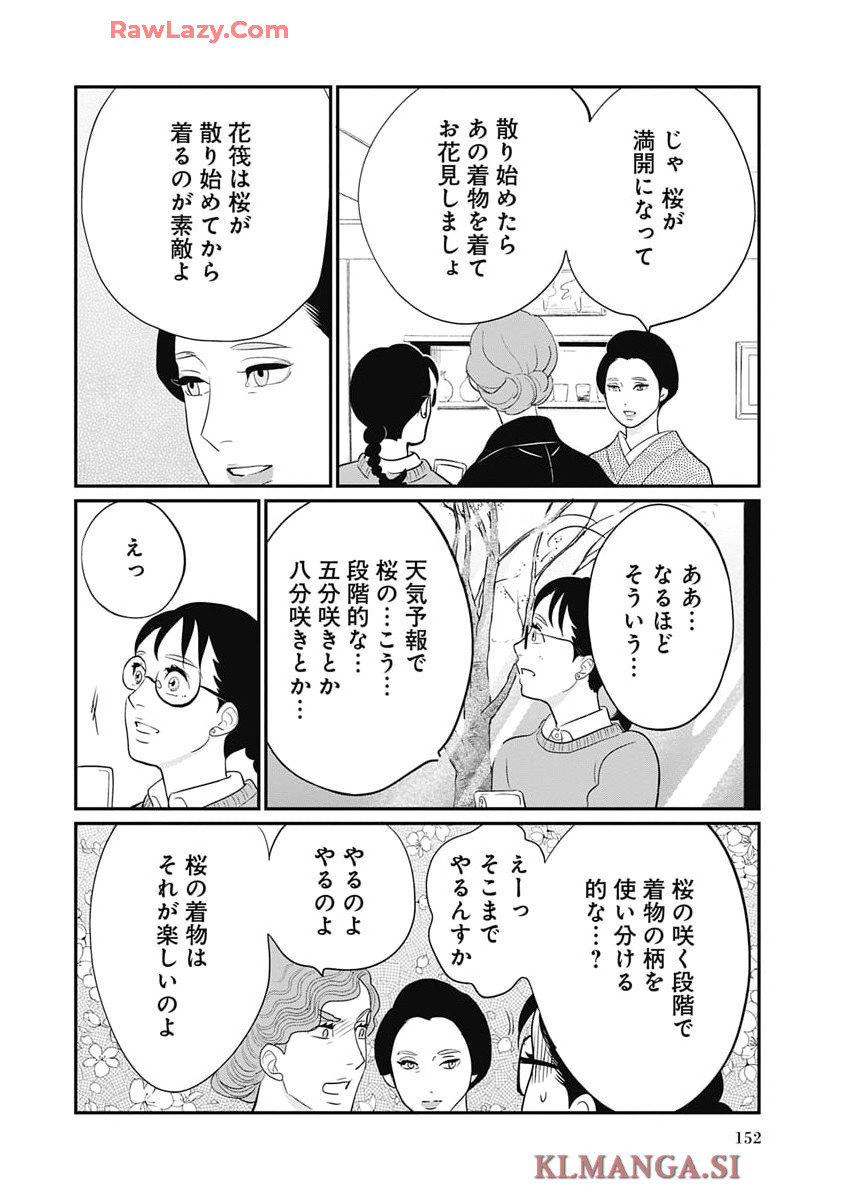 RawLazy.Com
じゃ 桜が
満開になって
散り始めたら
あの着物を着て
お花見しましょ
花筏は桜が
散り始めてから
着るのが素敵よ
ああ…
なるほど
そういう…
天気予報で
桜の…こう…
段階的な…
五分咲きとか
八分咲きとか…
えっ
桜の咲く段階で
着物の柄を
使い分ける
的な…？
えーっ
そこまで
やるんすか
やるのよ
やるのよ
桜の着物は
それが楽しいのよ
152
KLMANGA.SI